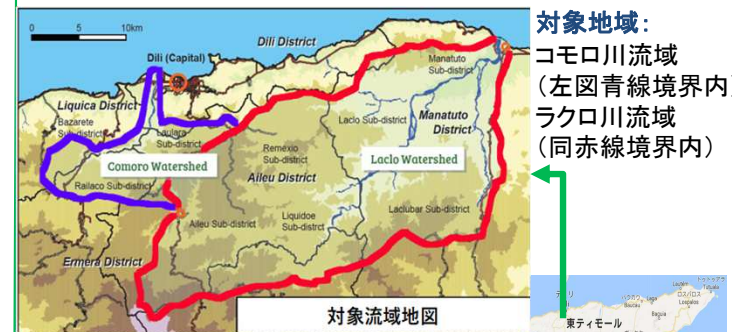 0 5 10km
Dili (Capital)
Dili District
Manatuto
Sub-district
Liquica District
Bazarete
Sub-district
Laulara
Sub-district
Laclo Sub-district
Manatuto
District
Remexio
Sub-district
Comoro Watershed
Laclo Watershed
Railaco Sub-district
Aileu District
Aileu Sub-district
Liquidoe
Sub-district
Laclubar Sub-district
Ermera District
対象流域地図
対象地域：
コモロ川流域
（左図青線境界内）
ラクロ川流域
（同赤線境界内）
東ティモール
Baucau
Laga
Baguia